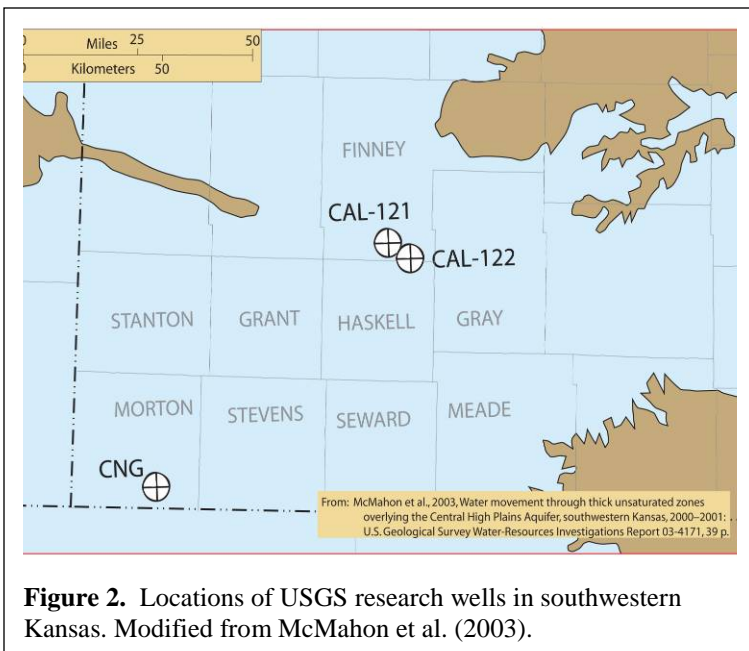 0 Miles 25 50
0 Kilometers 50
FINNEY
CAL-121
CAL-122
STANTON GRANT HASKELL GRAY
MORTON STEVENS SEWARD MEADE
CNG
From: McMahon et al., 2003, Water movement through thick unsaturated zones
overlying the Central High Plains Aquifer, southwestern Kansas, 2000–2001:
U.S. Geological Survey Water-Resources Investigations Report 03-4171, 39 p.
Figure 2. Locations of USGS research wells in southwestern
Kansas. Modified from McMahon et al. (2003).